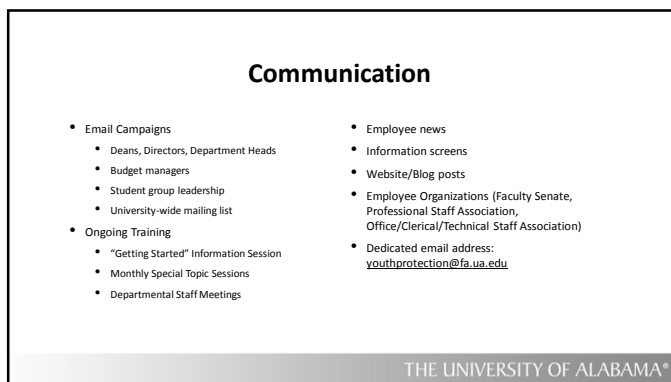 Communication
• Email Campaigns
• Deans, Directors, Department Heads
• Budget managers
• Student group leadership
• University-wide mailing list
• Ongoing Training
• “Getting Started” Information Session
• Monthly Special Topic Sessions
• Departmental Staff Meetings
• Employee news
• Information screens
• Website/Blog posts
• Employee Organizations (Faculty Senate,
Professional Staff Association,
Office/Clerical/Technical Staff Association)
• Dedicated email address:
youthprotection@fa.ua.edu
THE UNIVERSITY OF ALABAMA®